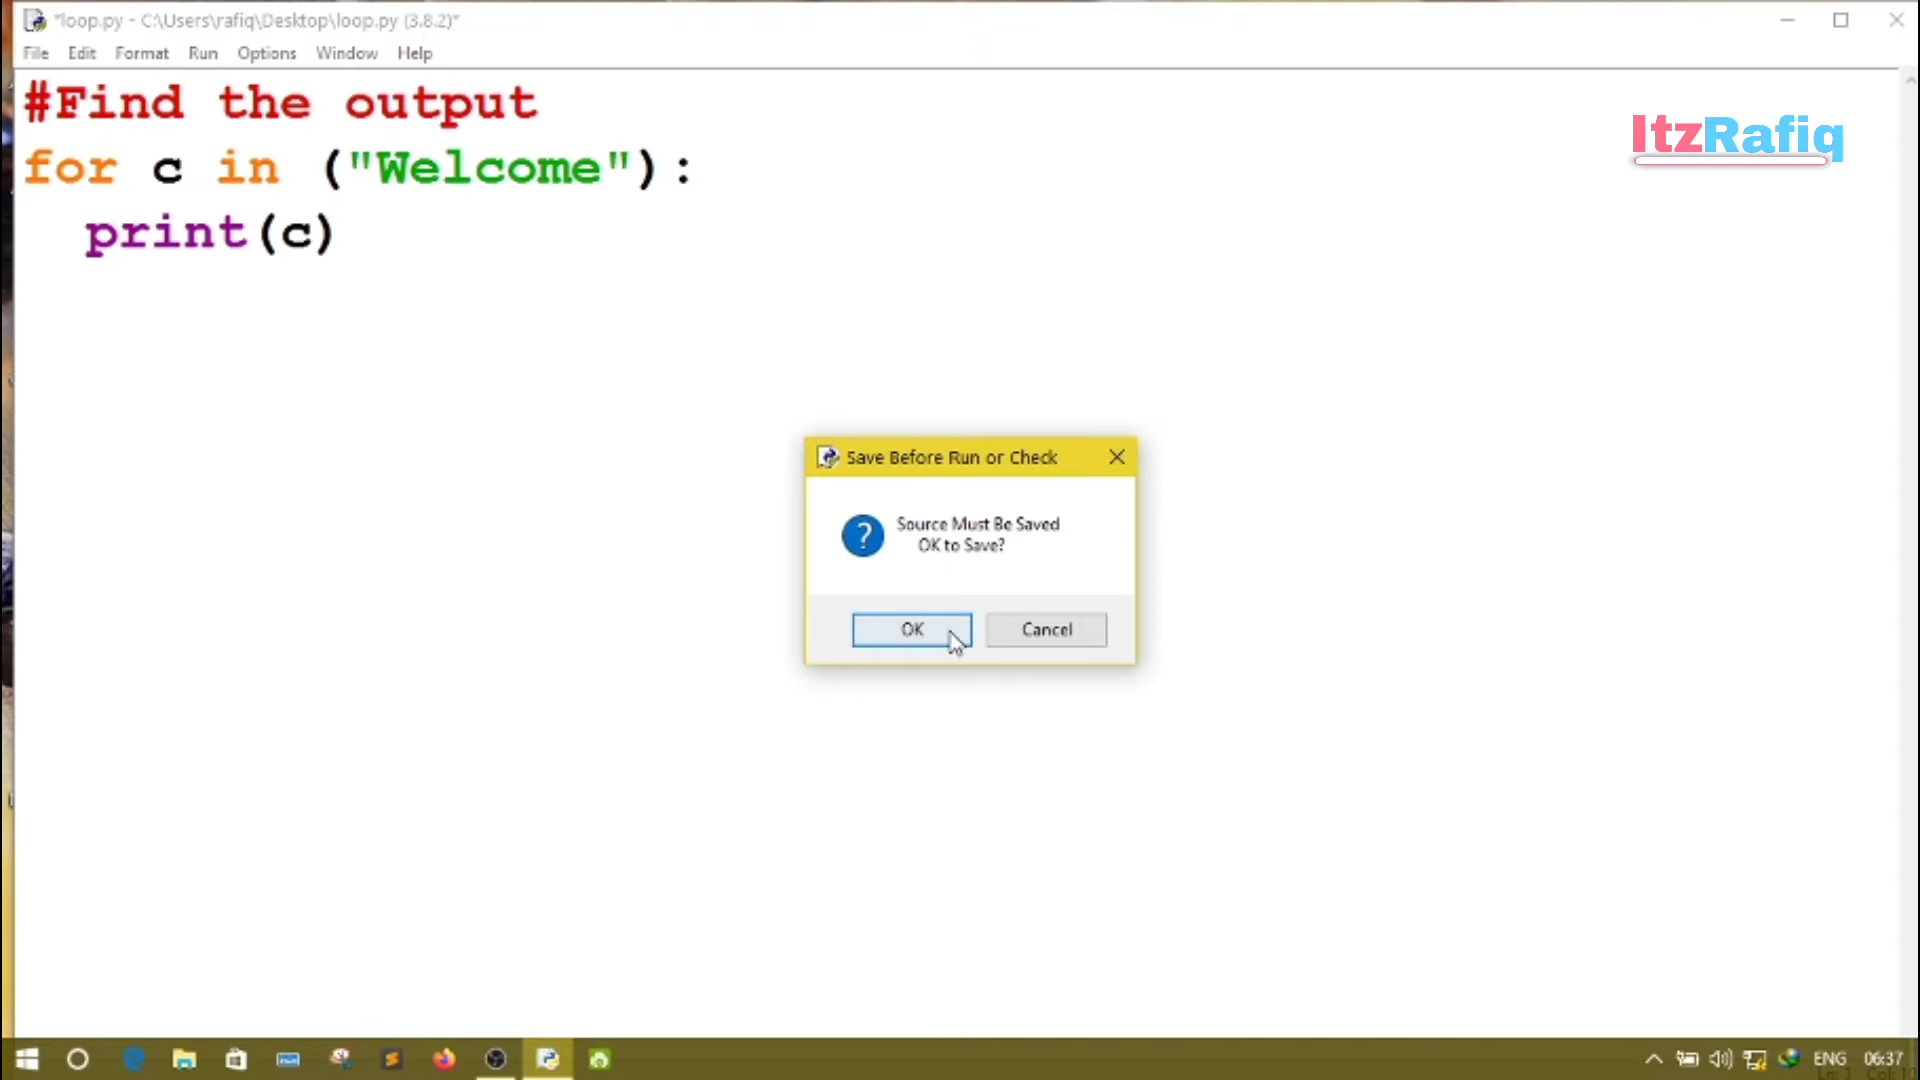 *loop.py - C:\Users\rafiq\Desktop\loop.py (3.8.2)*
File Edit Format Run Options Window Help
#Find the output
for c in ("Welcome"):
  print(c)
ItzRafiq
Save Before Run or Check
Source Must Be Saved
OK to Save?
OK Cancel
ENG 06:37